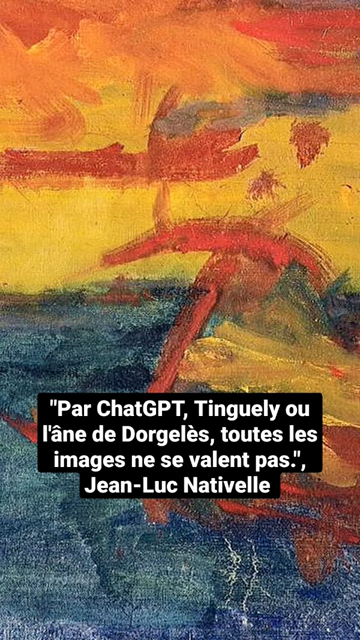 "Par ChatGPT, Tinguely ou
l'âne de Dorgelès, toutes les
images ne se valent pas.",
Jean-Luc Nativelle